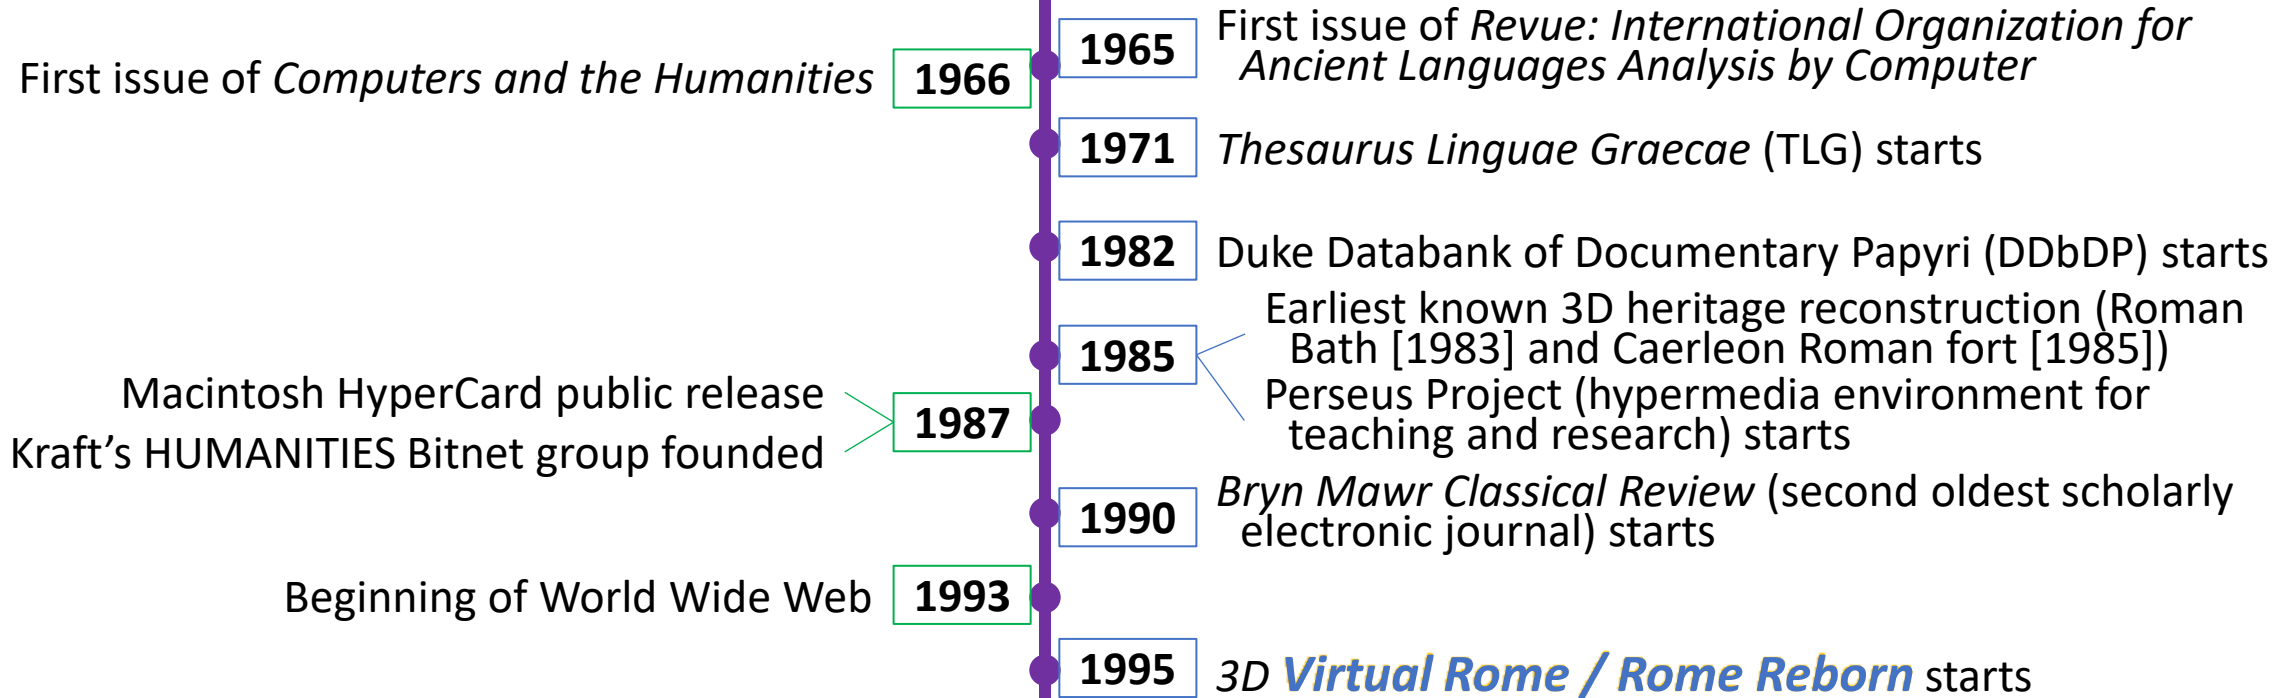 1965
First issue of Revue: International Organization for
Ancient Languages Analysis by Computer
First issue of Computers and the Humanities
1966
1971
Thesaurus Linguae Graecae (TLG) starts
1982
Duke Databank of Documentary Papyri (DDbDP) starts
1985
Earliest known 3D heritage reconstruction (Roman
Bath [1983] and Caerleon Roman fort [1985])
Perseus Project (hypermedia environment for
teaching and research) starts
Macintosh HyperCard public release
Kraft’s HUMANITIES Bitnet group founded
1987
1990
Bryn Mawr Classical Review (second oldest scholarly
electronic journal) starts
Beginning of World Wide Web
1993
1995
3D Virtual Rome / Rome Reborn starts